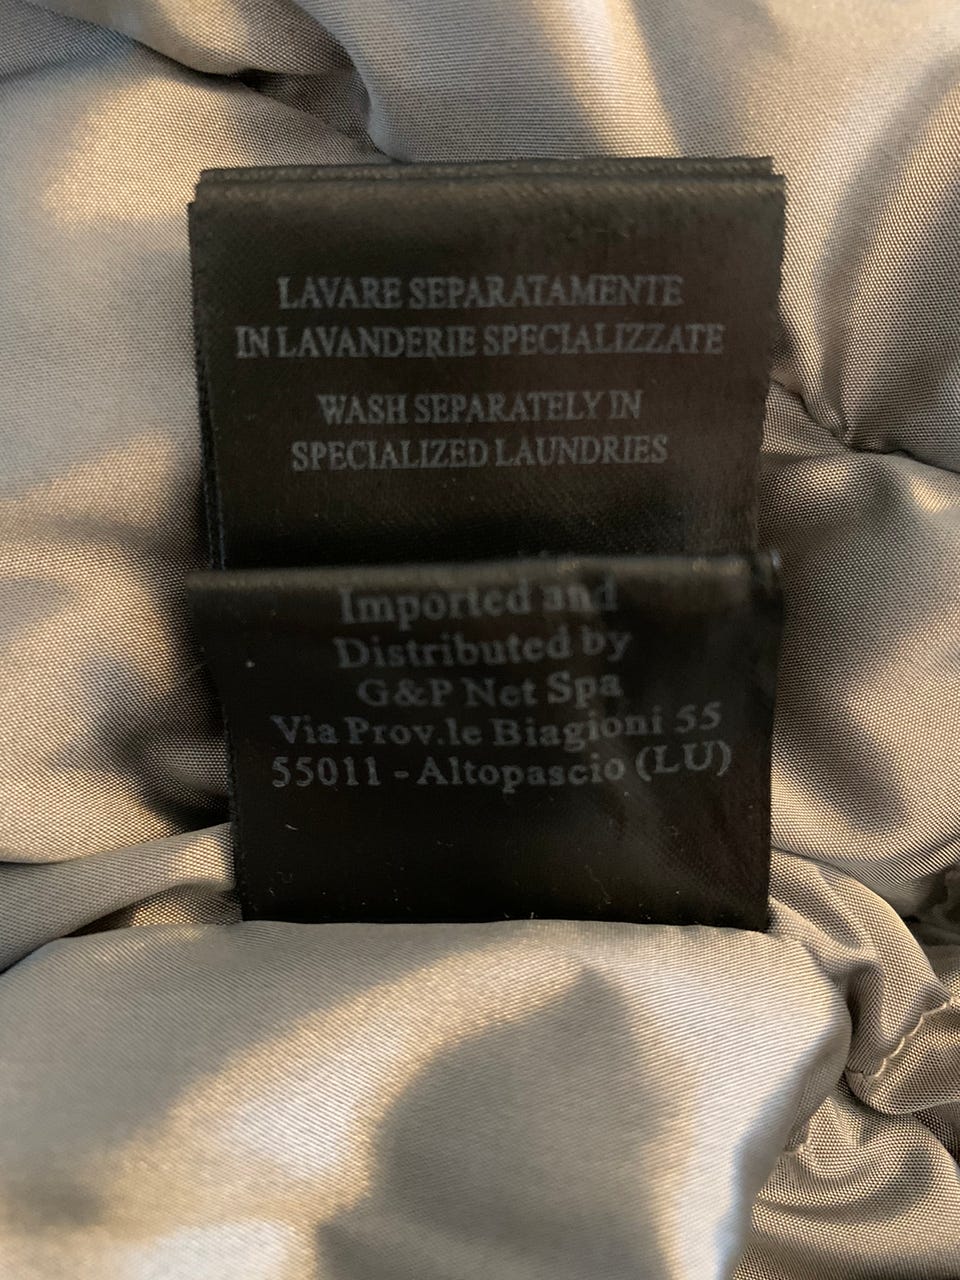 LAVARE SEPARATAMENTE
IN LAVANDERIE SPECIALIZZATE
WASH SEPARATELY IN
SPECIALIZED LAUNDRIES
Imported and
Distributed by
G&P Net Spa
Via Prov.le Biagioni 55
55011 - Altopascio (LU)